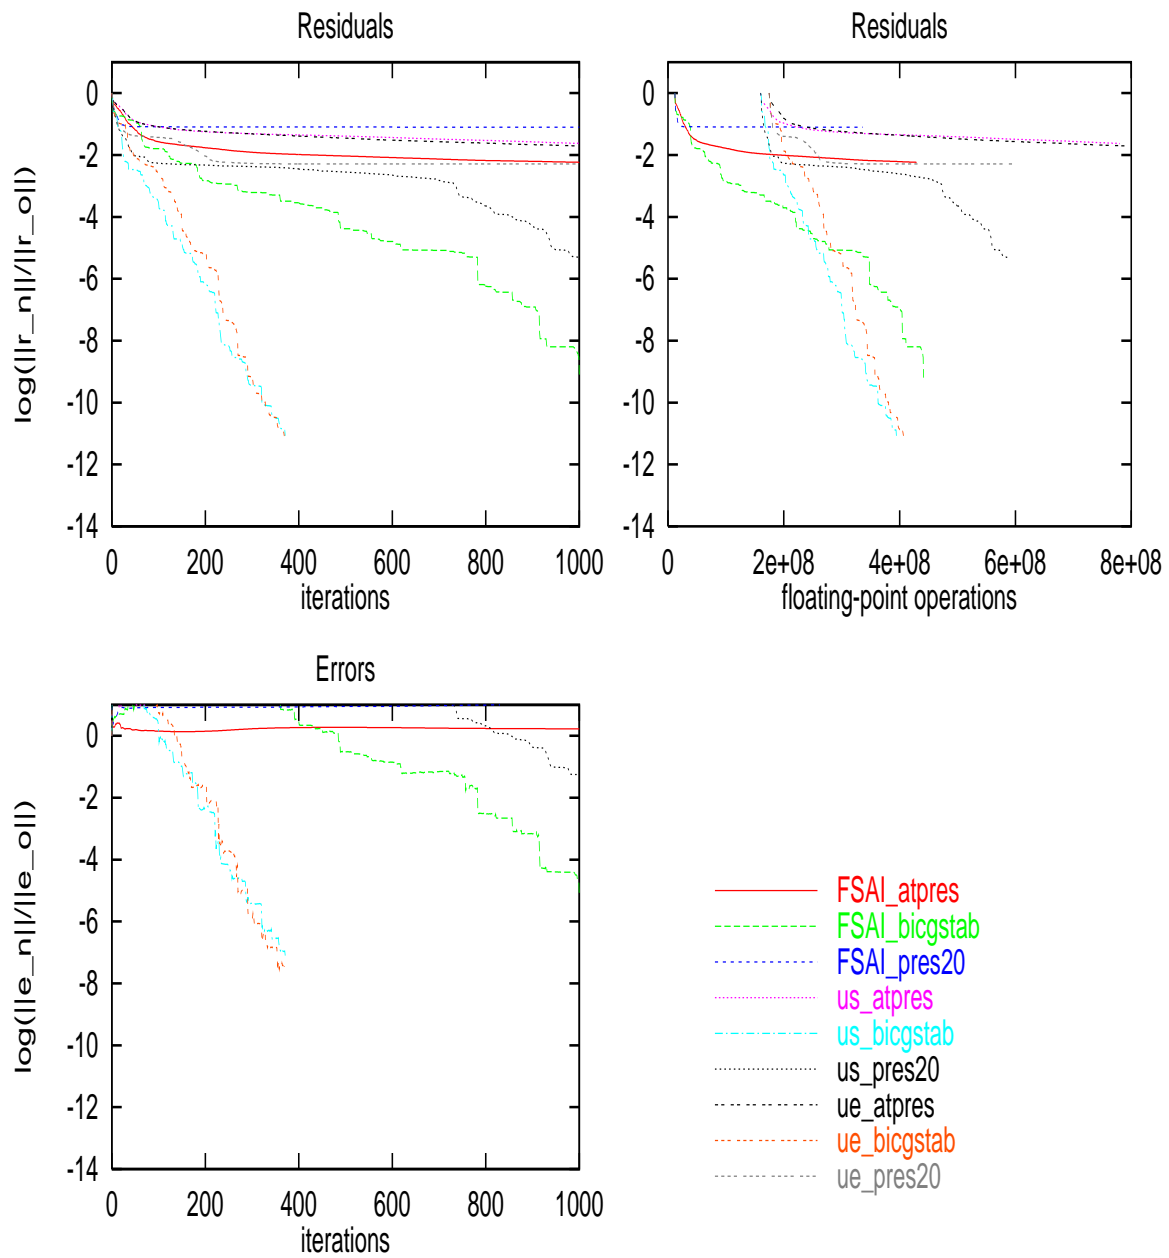 Residuals
Residuals
0
-2
-4
-6
-8
-10
-12
-14
log(||r_n||/||r_o||)
0 200 400 600 800 1000
iterations
0
-2
-4
-6
-8
-10
-12
-14
0 2e+08 4e+08 6e+08 8e+08
floating-point operations
Errors
0
-2
-4
-6
-8
-10
-12
-14
log(||e_n||/||e_o||)
0 200 400 600 800 1000
iterations
FSAI_atpres
FSAI_bicgstab
FSAI_pres20
us_atpres
us_bicgstab
us_pres20
ue_atpres
ue_bicgstab
ue_pres20